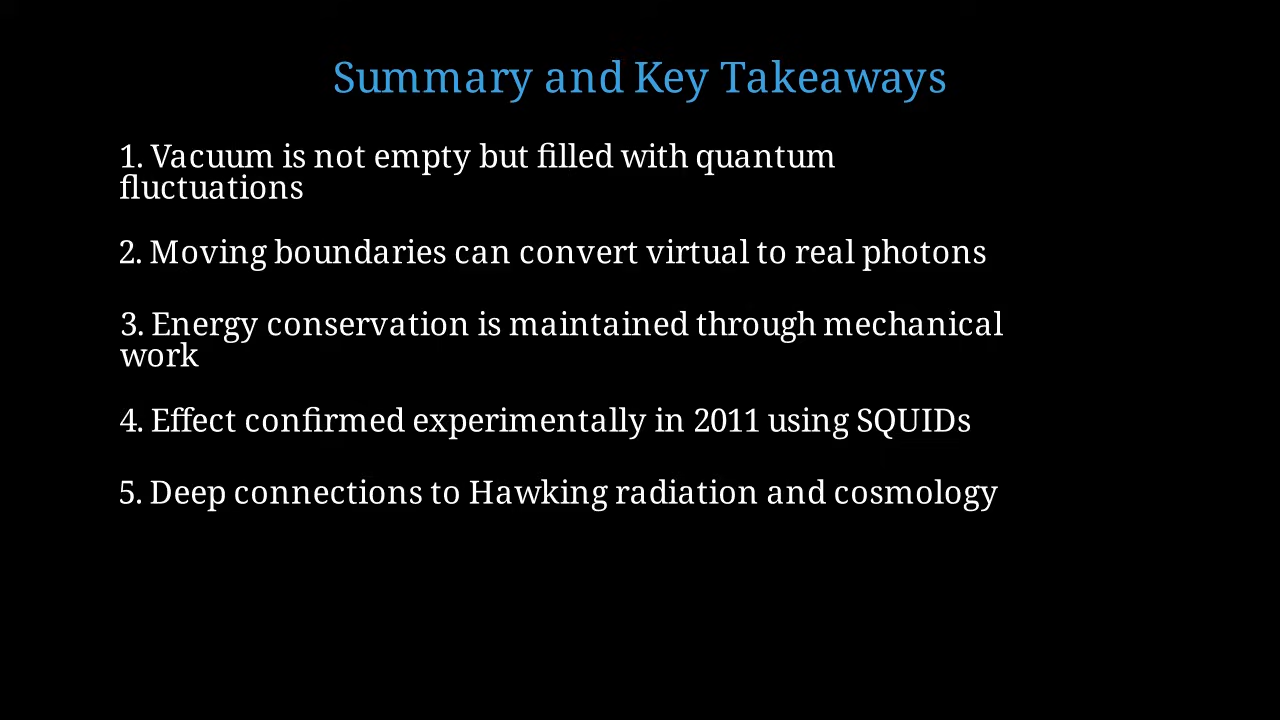 Summary and Key Takeaways
1. Vacuum is not empty but filled with quantum
fluctuations
2. Moving boundaries can convert virtual to real photons
3. Energy conservation is maintained through mechanical
work
4. Effect confirmed experimentally in 2011 using SQUIDs
5. Deep connections to Hawking radiation and cosmology